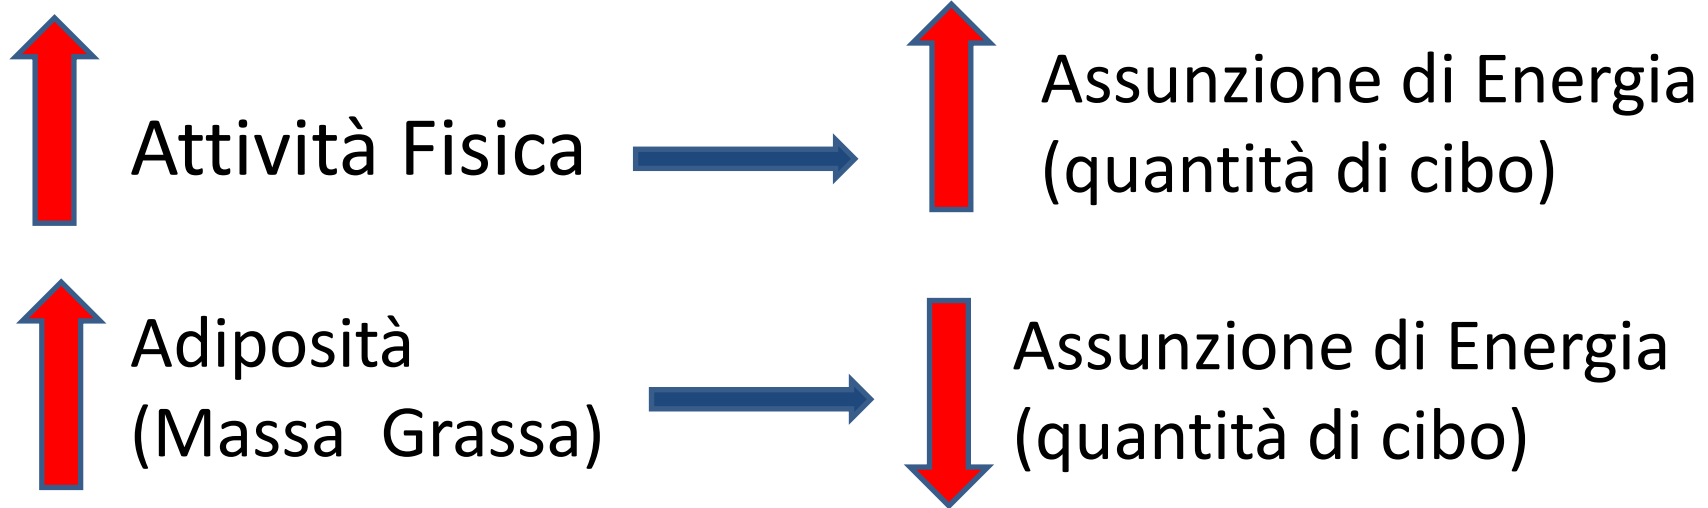 Attività Fisica
Assunzione di Energia
(quantità di cibo)
Adiposità
(Massa Grassa)
Assunzione di Energia
(quantità di cibo)